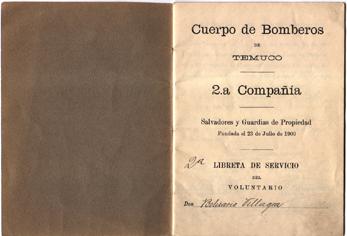 Cuerpo de Bomberos
DE
TEMUCO
2.a Compañía
Salvadores y Guardias de Propiedad
Fundada el 23 de Julio de 1900
2a LIBRETA DE SERVICIO
DEL
VOLUNTARIO
Don Belisario Villagra